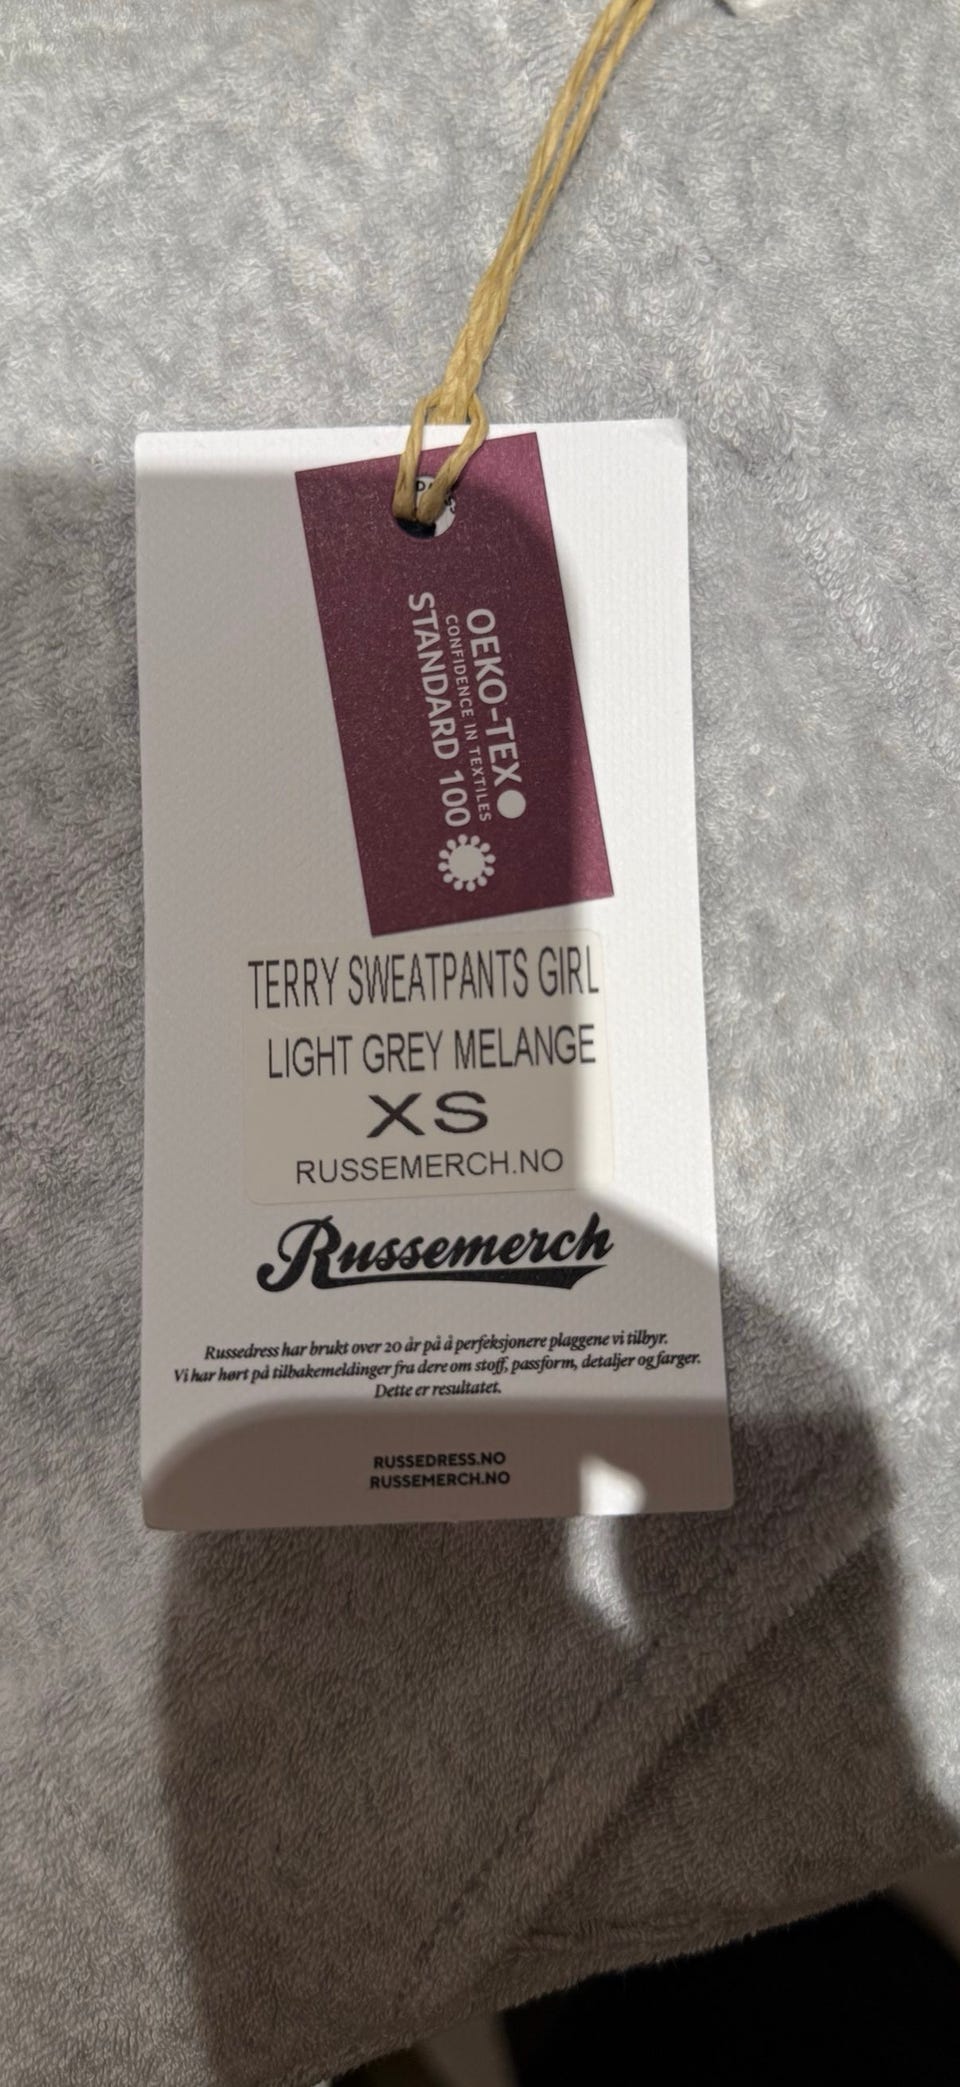 OEKO-TEX
CONFIDENCE IN TEXTILES
STANDARD 100
TERRY SWEATPANTS GIRL
LIGHT GREY MELANGE
XS
RUSSEMERCH.NO
Russemerch
Russedress har brukt over 20 år på å perfeksjonere plaggene vi tilbyr.
Vi har hørt på tilbakemeldinger fra dere om stoff, passform, detaljer og farger.
Dette er resultatet.
RUSSEDRESS.NO
RUSSEMERCH.NO